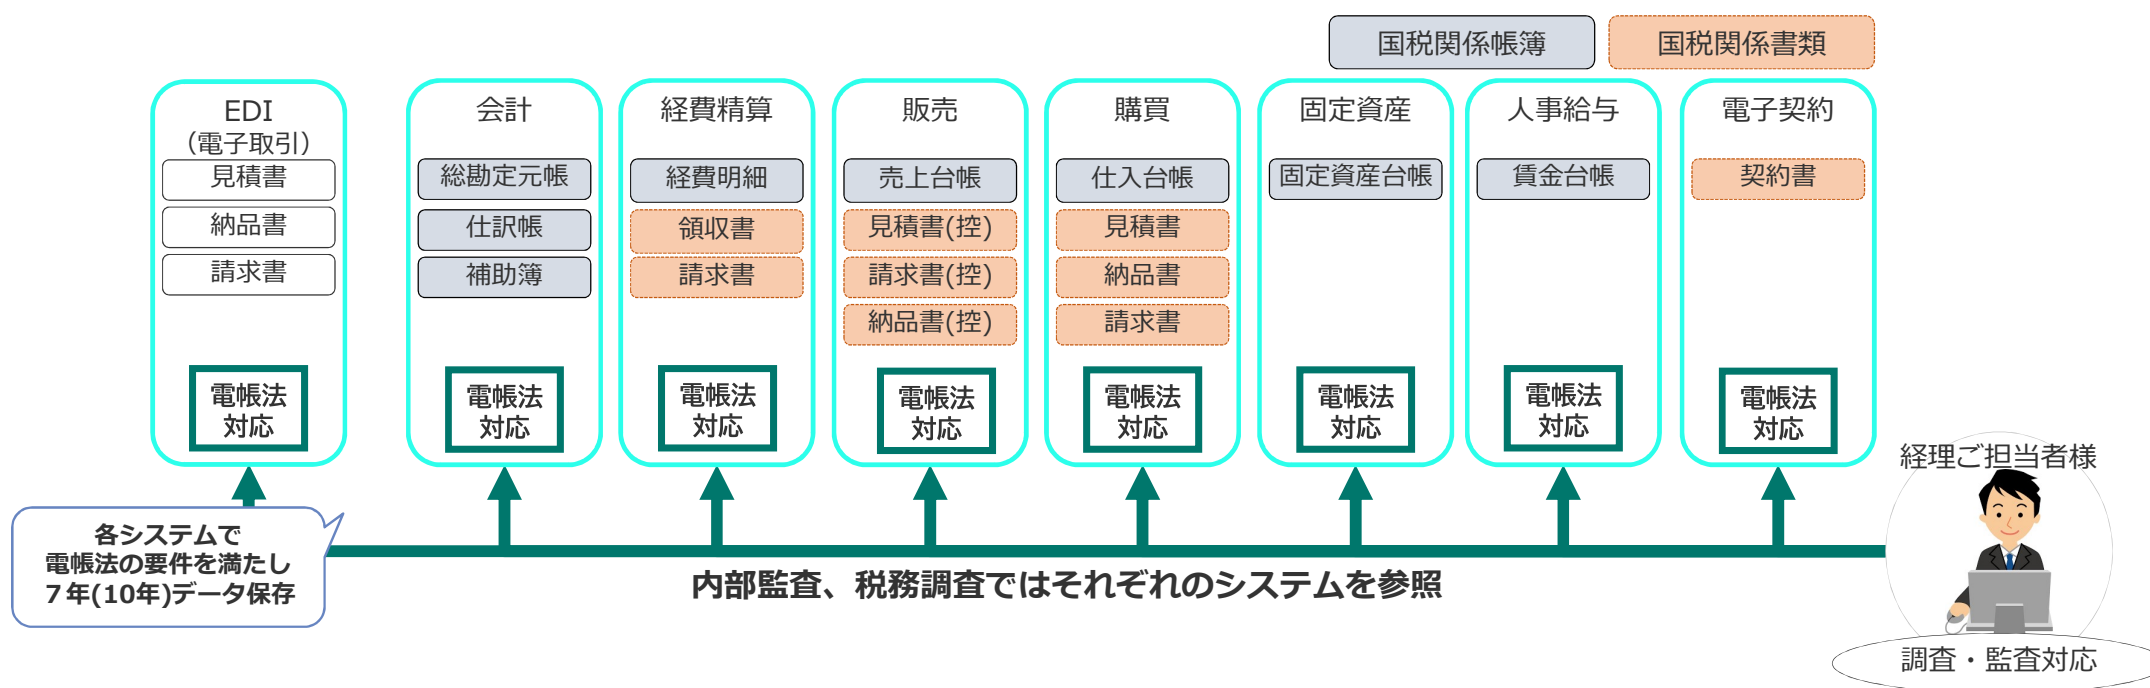 国税関係帳簿
国税関係書類
EDI
（電子取引）
見積書
納品書
請求書
電帳法
対応
会計
総勘定元帳
仕訳帳
補助簿
電帳法
対応
経費精算
経費明細
領収書
請求書
電帳法
対応
販売
売上台帳
見積書(控)
請求書(控)
納品書(控)
電帳法
対応
購買
仕入台帳
見積書
納品書
請求書
電帳法
対応
固定資産
固定資産台帳
電帳法
対応
人事給与
賃金台帳
電帳法
対応
電子契約
契約書
電帳法
対応
各システムで
電帳法の要件を満たし
７年(10年)データ保存
内部監査、税務調査ではそれぞれのシステムを参照
経理ご担当者様
調査・監査対応